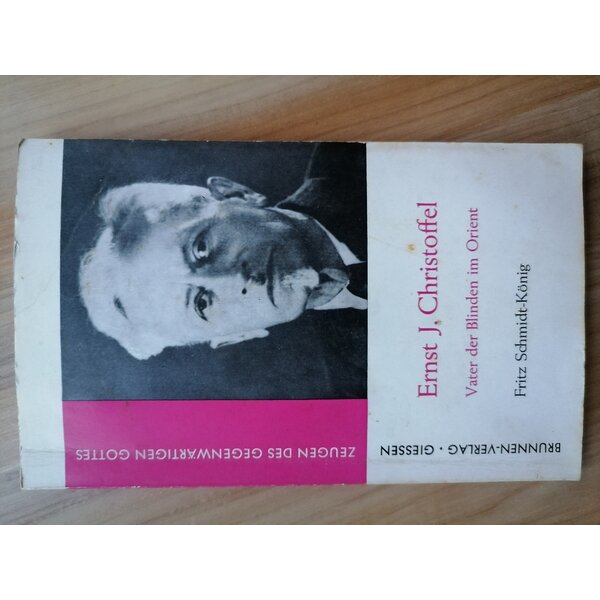 ZEUGEN DES GEGENWÄRTIGEN GOTTES
Ernst J. Christoffel
Vater der Blinden im Orient
Fritz Schmidt-König
BRUNNEN-VERLAG · GIESSEN